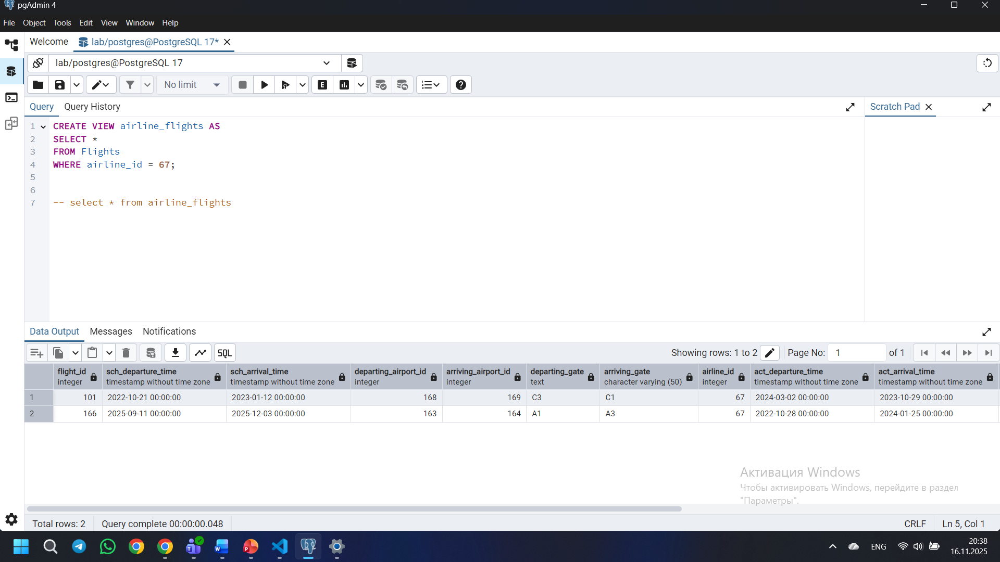 pgAdmin 4
File Object Tools Edit View Window Help
Welcome lab/postgres@PostgreSQL 17*
lab/postgres@PostgreSQL 17
No limit
Query Query History Scratch Pad
1 CREATE VIEW airline_flights AS
2 SELECT *
3 FROM Flights
4 WHERE airline_id = 67;
5
6
7 -- select * from airline_flights
Data Output Messages Notifications
SQL Showing rows: 1 to 2 Page No: 1 of 1
flight_id sch_departure_time sch_arrival_time departing_airport_id arriving_airport_id departing_gate arriving_gate airline_id act_departure_time act_arrival_time
integer timestamp without time zone timestamp without time zone integer integer text character varying (50) integer timestamp without time zone timestamp without time zone
1 101 2022-10-21 00:00:00 2023-01-12 00:00:00 168 169 C3 C1 67 2024-03-02 00:00:00 2023-10-29 00:00:00
2 166 2025-09-11 00:00:00 2025-12-03 00:00:00 163 164 A1 A3 67 2022-10-28 00:00:00 2024-01-25 00:00:00
Активация Windows
Чтобы активировать Windows, перейдите в раздел
"Параметры".
Total rows: 2 Query complete 00:00:00.048 CRLF Ln 5, Col 1
ENG 20:38
16.11.2025